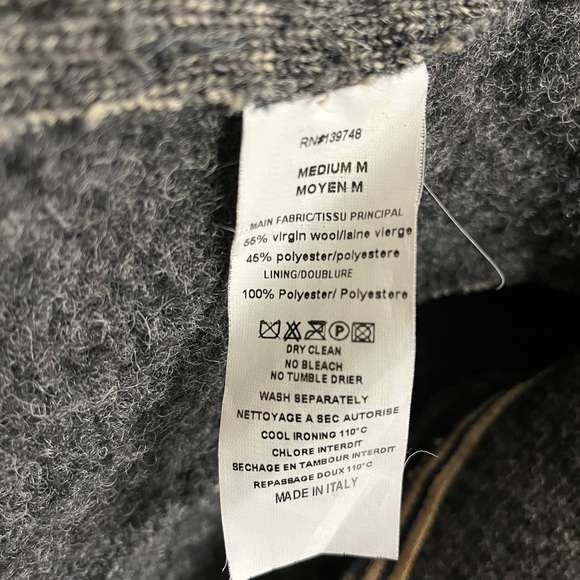 RN#139748
MEDIUM M
MOYEN M
MAIN FABRIC/TISSU PRINCIPAL
55% virgin wool/laine vierge
45% polyester/polyestere
LINING/DOUBLURE
100% Polyester/ Polyestere
P
DRY CLEAN
NO BLEACH
NO TUMBLE DRIER
WASH SEPARATELY
NETTOYAGE A SEC AUTORISE
COOL IRONING 110°C
CHLORE INTERDIT
SECHAGE EN TAMBOUR INTERDIT
REPASSAGE DOUX 110°C
MADE IN ITALY